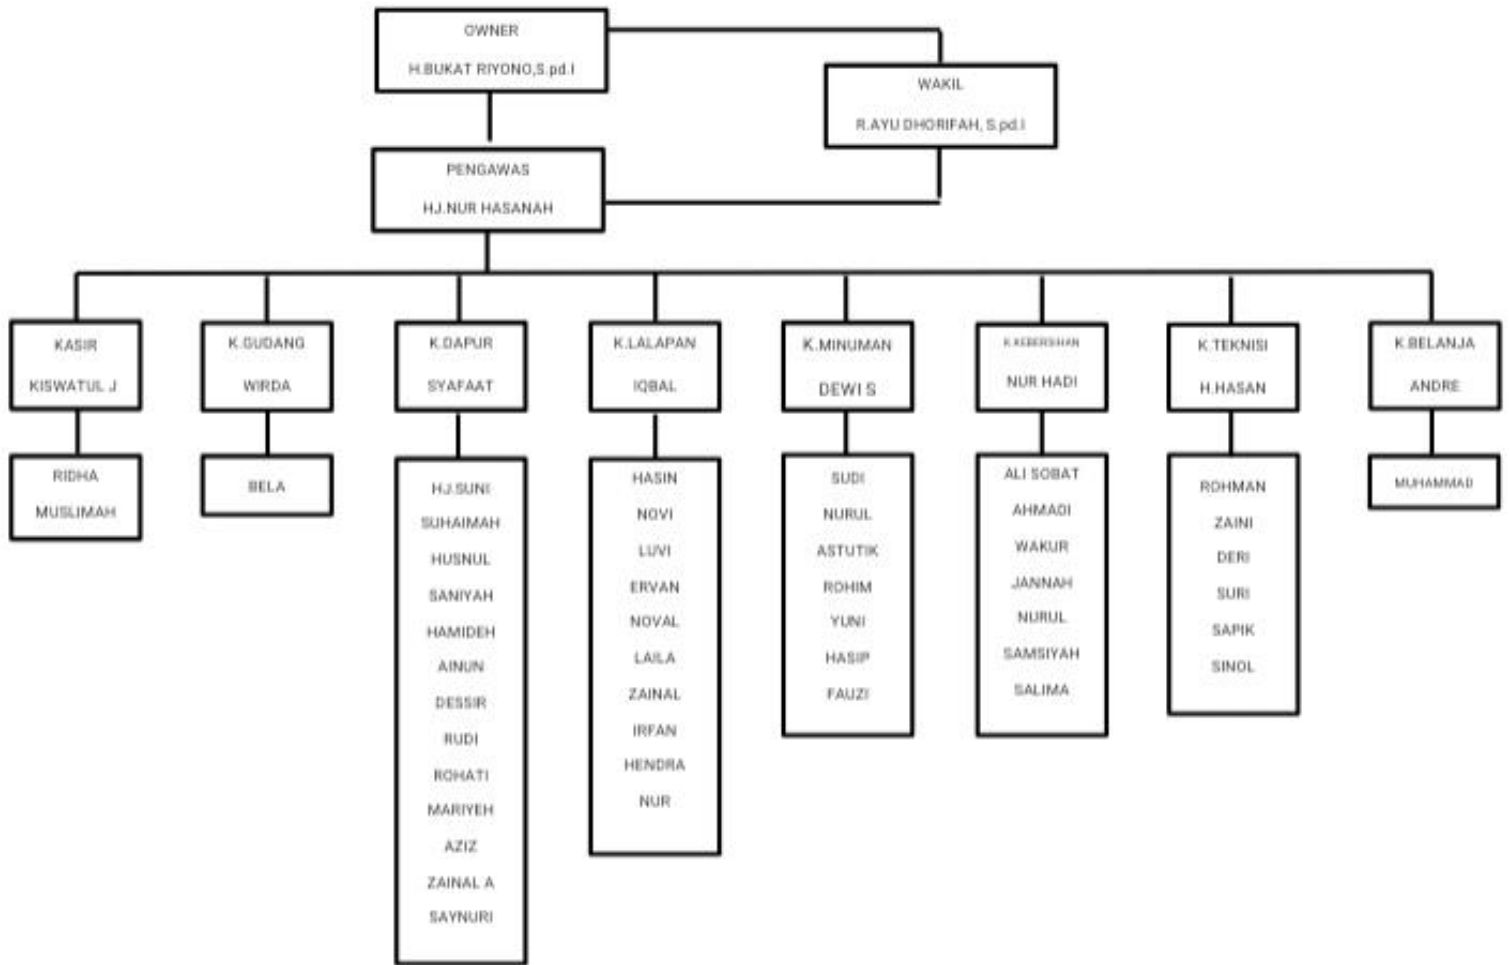 OWNER
H.BUKAT RIYONO,S.pd.I
WAKIL
R.AYU DHORIFAH, S.pd.I
PENGAWAS
HJ.NUR HASANAH
KASIR
KISWATUL J
K.GUDANG
WIRDA
K.DAPUR
SYAFAAT
K.LALAPAN
IQBAL
K.MINUMAN
DEWI S
K.KEBERSIHAN
NUR HADI
K.TEKNISI
H.HASAN
K.BELANJA
ANDRE
RIDHA
MUSLIMAH
BELA
HJ.SUNI
SUHAIMAH
HUSNUL
SANIYAH
HAMIDEH
AINUN
DESSIR
RUDI
ROHATI
MARIYEH
AZIZ
ZAINAL A
SAYNURI
HASIN
NOVI
LUVI
ERVAN
NOVAL
LAILA
ZAINAL
IRFAN
HENDRA
NUR
SUDI
NURUL
ASTUTIK
ROHIM
YUNI
HASIP
FAUZI
ALI SOBAT
AHMADI
WAKUR
JANNAH
NURUL
SAMSIYAH
SALIMA
ROHMAN
ZAINI
DERI
SURI
SAPIK
SINOL
MUHAMMAD